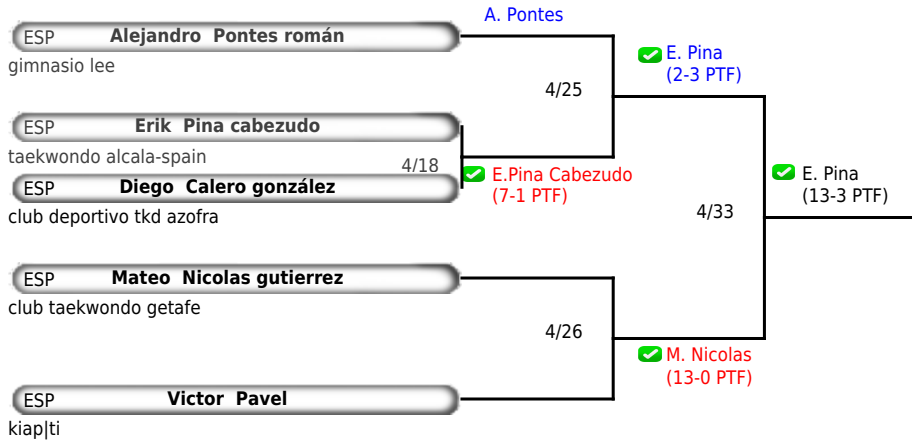 A. Pontes
ESP Alejandro Pontes román
gimnasio lee
E. Pina
(2-3 PTF)
4/25
ESP Erik Pina cabezudo
taekwondo alcala-spain
4/18
E.Pina Cabezudo
(7-1 PTF)
ESP Diego Calero gonzález
club deportivo tkd azofra
E. Pina
(13-3 PTF)
4/33
ESP Mateo Nicolas gutierrez
club taekwondo getafe
4/26
M. Nicolas
(13-0 PTF)
ESP Victor Pavel
kiap|ti